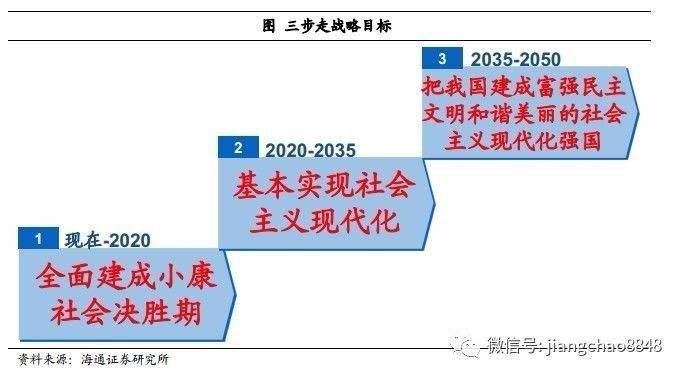 图 三步走战略目标
3 2035-2050
把我国建成富强民主
文明和谐美丽的社会
主义现代化强国
2 2020-2035
基本实现社会
主义现代化
1 现在-2020
全面建成小康
社会决胜期
微信号: jiangchao8848
资料来源：海通证券研究所